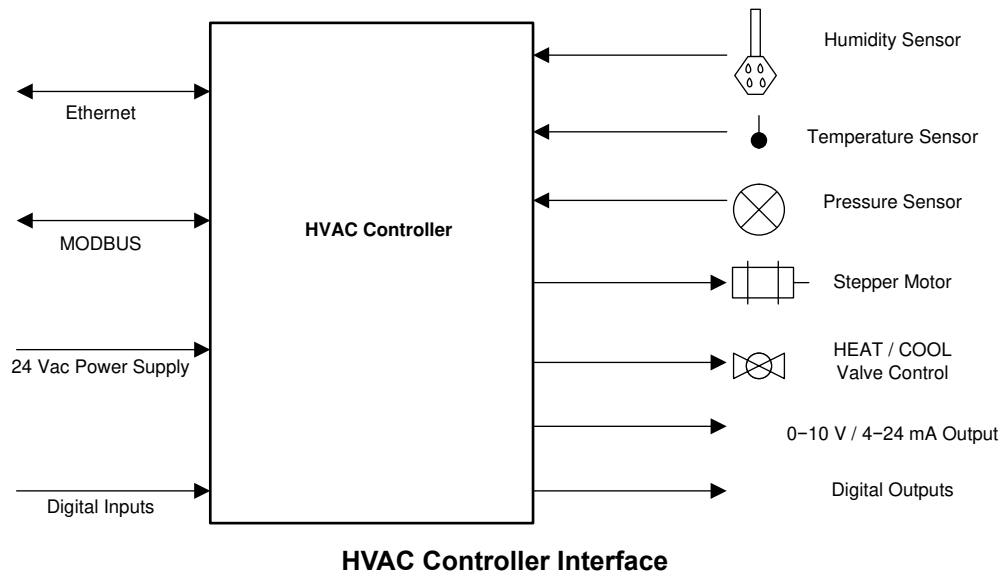 Ethernet
MODBUS
24 Vac Power Supply
Digital Inputs
HVAC Controller
Humidity Sensor
Temperature Sensor
Pressure Sensor
Stepper Motor
HEAT / COOL
Valve Control
0−10 V / 4−24 mA Output
Digital Outputs
HVAC Controller Interface